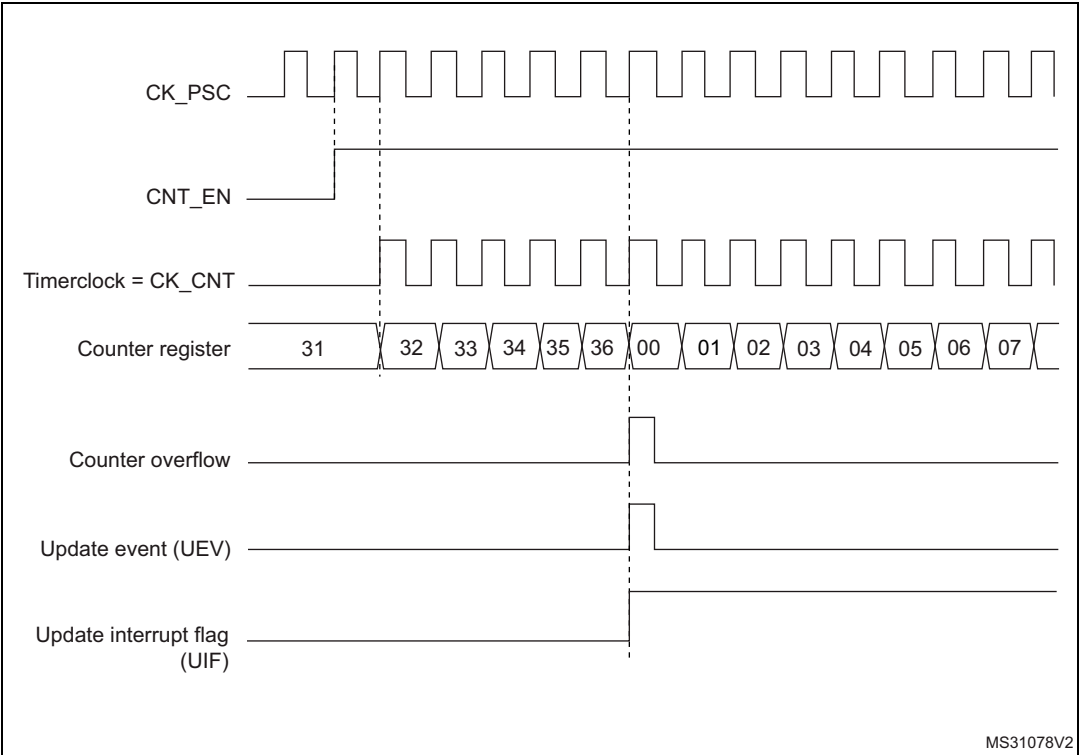 CK_PSC
CNT_EN
Timerclock = CK_CNT
Counter register 31 32 33 34 35 36 00 01 02 03 04 05 06 07
Counter overflow
Update event (UEV)
Update interrupt flag
(UIF)
MS31078V2